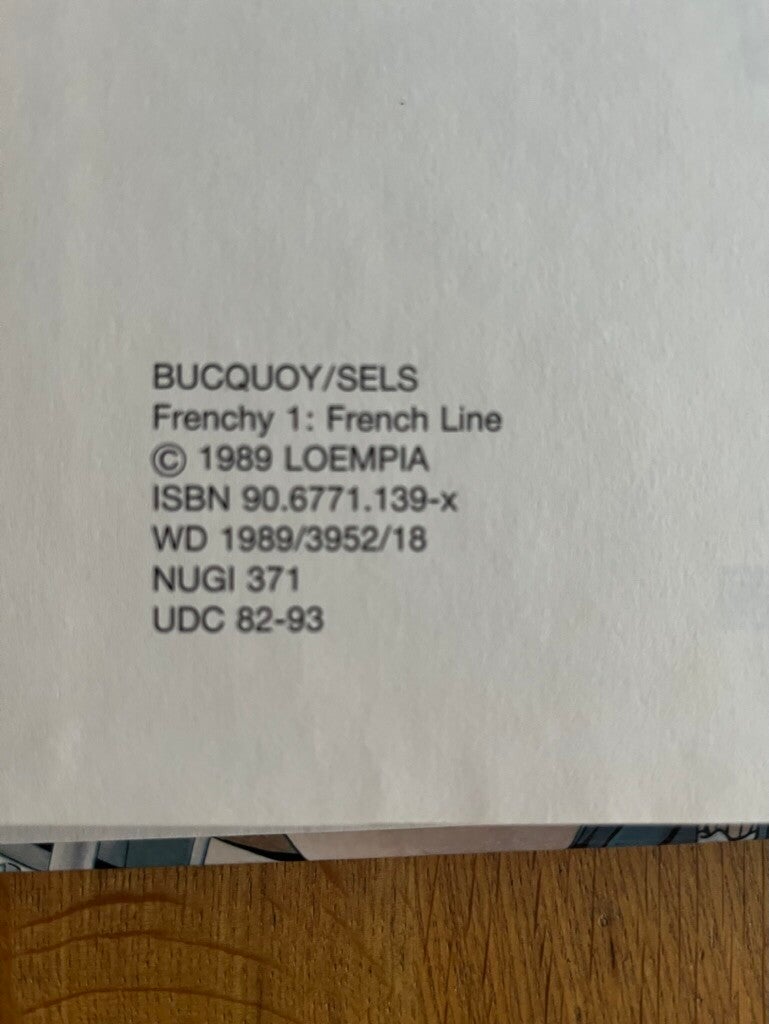 BUCQUOY/SELS
Frenchy 1: French Line
© 1989 LOEMPIA
ISBN 90.6771.139-x
WD 1989/3952/18
NUGI 371
UDC 82-93